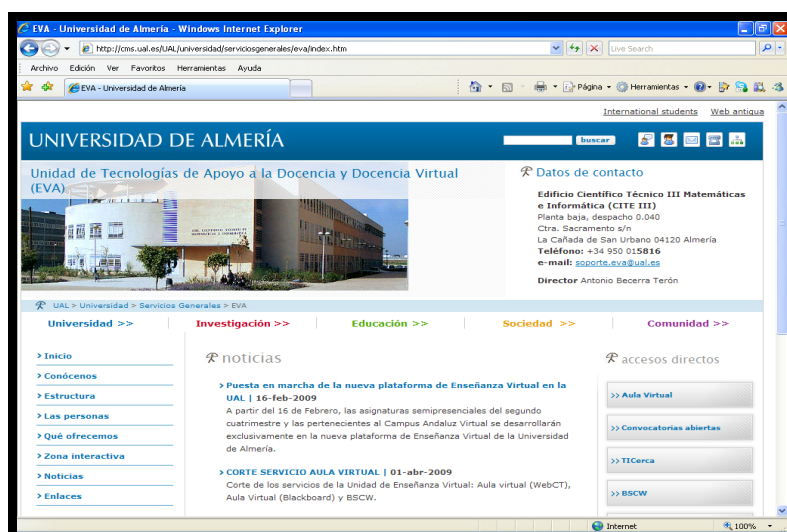 EVA - Universidad de Almería - Windows Internet Explorer
http://cms.ual.es/UAL/universidad/serviciosgenerales/eva/index.htm
Live Search
Archivo Edición Ver Favoritos Herramientas Ayuda
EVA - Universidad de Almería
Página
Herramientas
International students Web antigua
UNIVERSIDAD DE ALMERÍA
buscar
Unidad de Tecnologías de Apoyo a la Docencia y Docencia Virtual
(EVA)
Datos de contacto
Edificio Científico Técnico III Matemáticas
e Informática (CITE III)
Planta baja, despacho 0.040
Ctra. Sacramento s/n
La Cañada de San Urbano 04120 Almería
Teléfono: +34 950 015816
e-mail: soporte.eva@ual.es
Director Antonio Becerra Terón
UAL > Universidad > Servicios Generales > EVA
Universidad >> Investigación >> Educación >> Sociedad >> Comunidad >>
> Inicio
> Conócenos
> Estructura
> Las personas
> Qué ofrecemos
> Zona interactiva
> Noticias
> Enlaces
noticias
> Puesta en marcha de la nueva plataforma de Enseñanza Virtual en la
UAL | 16-feb-2009
A partir del 16 de Febrero, las asignaturas semipresenciales del segundo
cuatrimestre y las pertenecientes al Campus Andaluz Virtual se desarrollarán
exclusivamente en la nueva plataforma de Enseñanza Virtual de la Universidad
de Almería.
> CORTE SERVICIO AULA VIRTUAL | 01-abr-2009
Corte de los servicios de la Unidad de Enseñanza Virtual: Aula virtual (WebCT),
Aula Virtual (Blackboard) y BSCW.
accesos directos
>> Aula Virtual
>> Convocatorias abiertas
>> TICerca
>> BSCW
Internet
100%